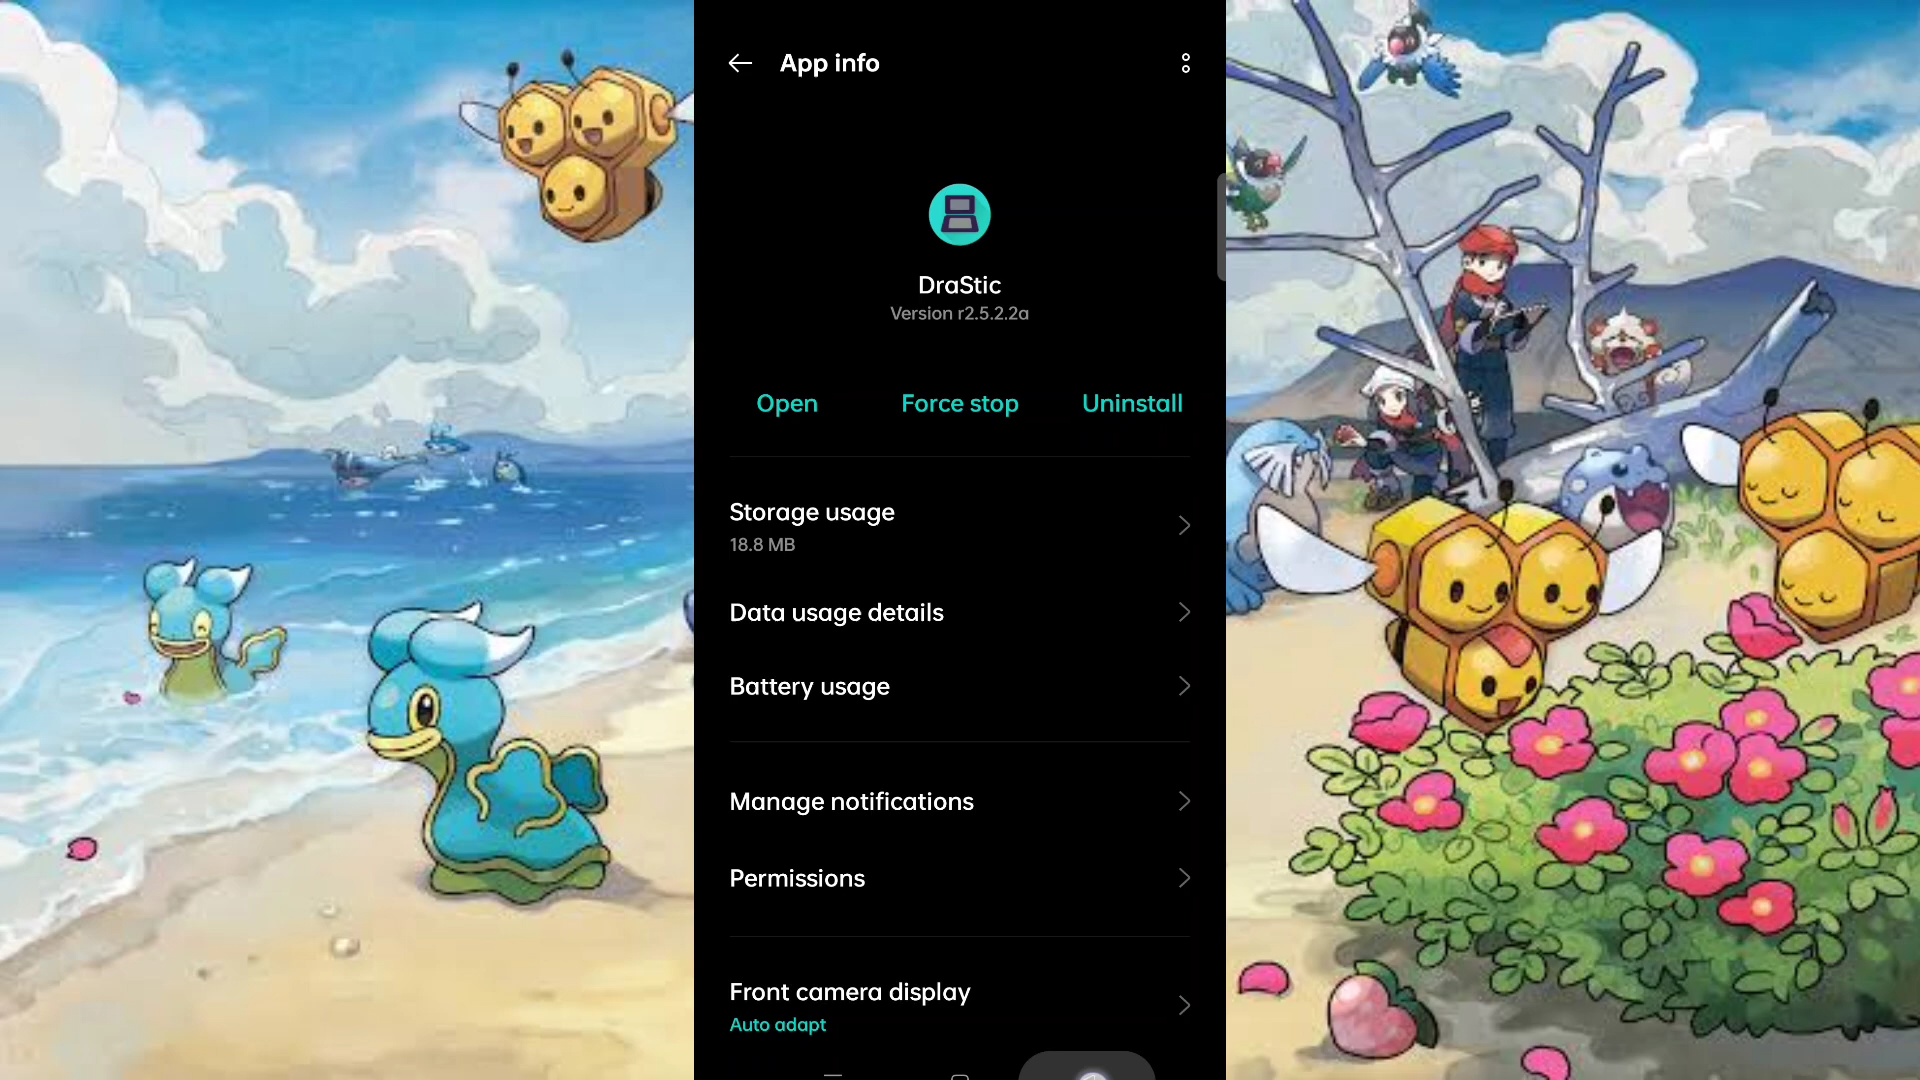 App info
DraStic
Version r2.5.2.2a
Open Force stop Uninstall
Storage usage
18.8 MB
Data usage details
Battery usage
Manage notifications
Permissions
Front camera display
Auto adapt